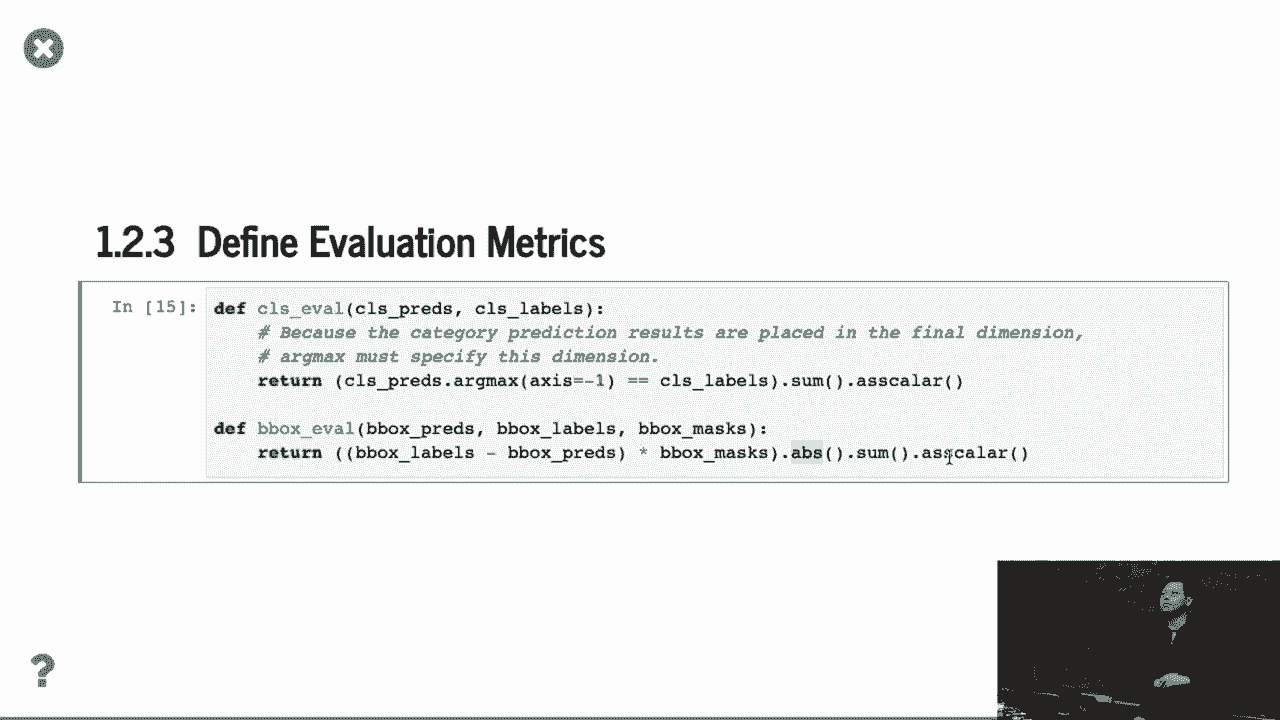 1.2.3 Define Evaluation Metrics
In [15]:
def cls_eval(cls_preds, cls_labels):
# Because the category prediction results are placed in the final dimension,
# argmax must specify this dimension.
return (cls_preds.argmax(axis=-1) == cls_labels).sum().asscalar()
def bbox_eval(bbox_preds, bbox_labels, bbox_masks):
return ((bbox_labels - bbox_preds) * bbox_masks).abs().sum().asscalar()
?